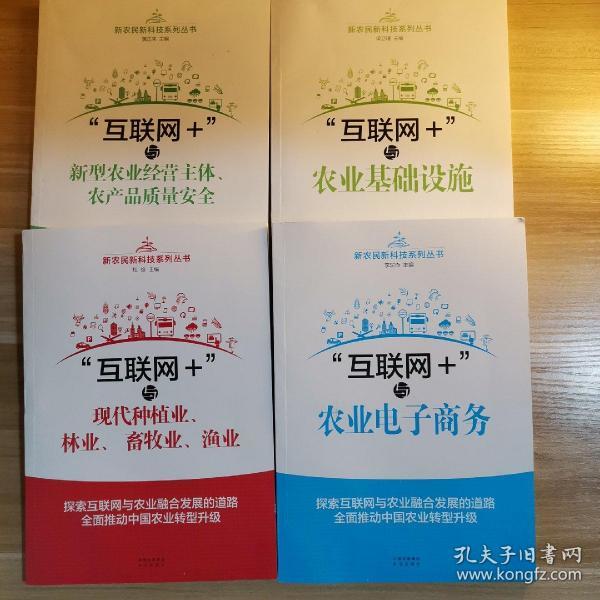 新农民新科技系列丛书
主编
“互联网+”
与
新型农业经营主体、
农产品质量安全
新农民新科技系列丛书
主编
“互联网+”
与
农业基础设施
新农民新科技系列丛书
主编
“互联网+”
与
现代种植业、
林业、畜牧业、渔业
探索互联网与农业融合发展的道路
全面推动中国农业转型升级
新农民新科技系列丛书
主编
“互联网+”
与
农业电子商务
探索互联网与农业融合发展的道路
全面推动中国农业转型升级
孔夫子旧书网
www.kongfz.com